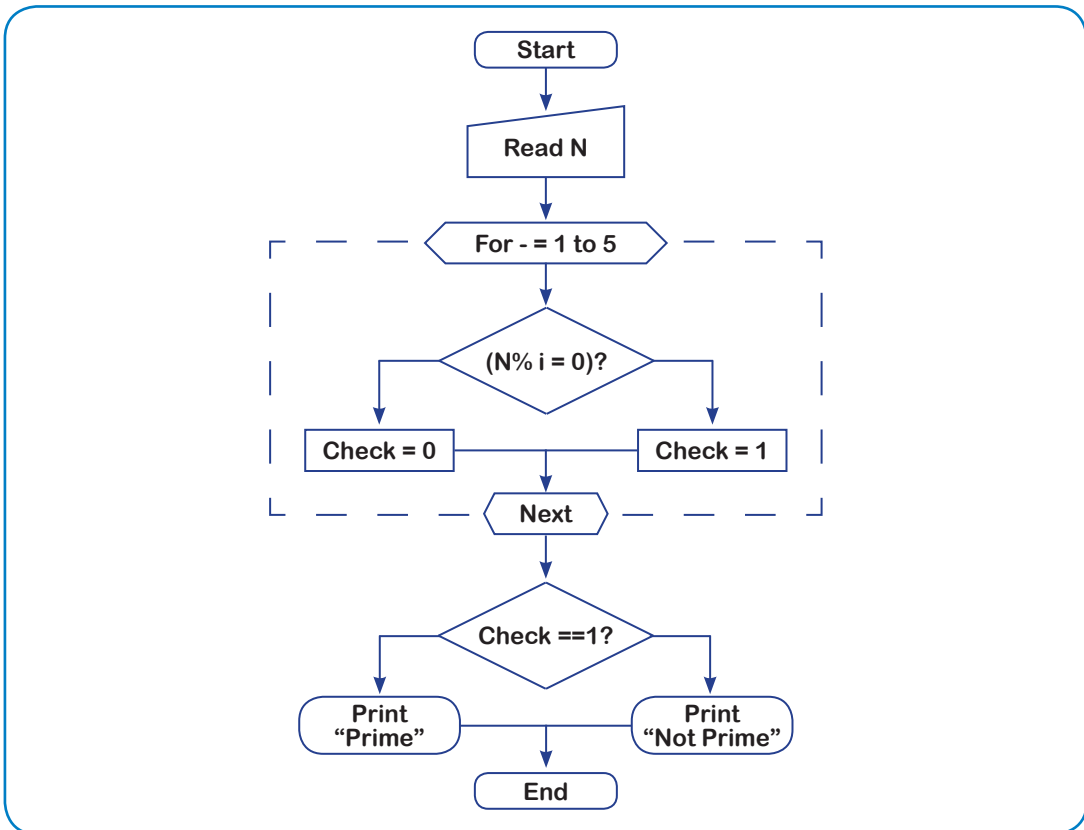 Start
Read N
For - = 1 to 5
(N% i = 0)?
Check = 0
Check = 1
Next
Check ==1?
Print
“Prime”
Print
“Not Prime”
End